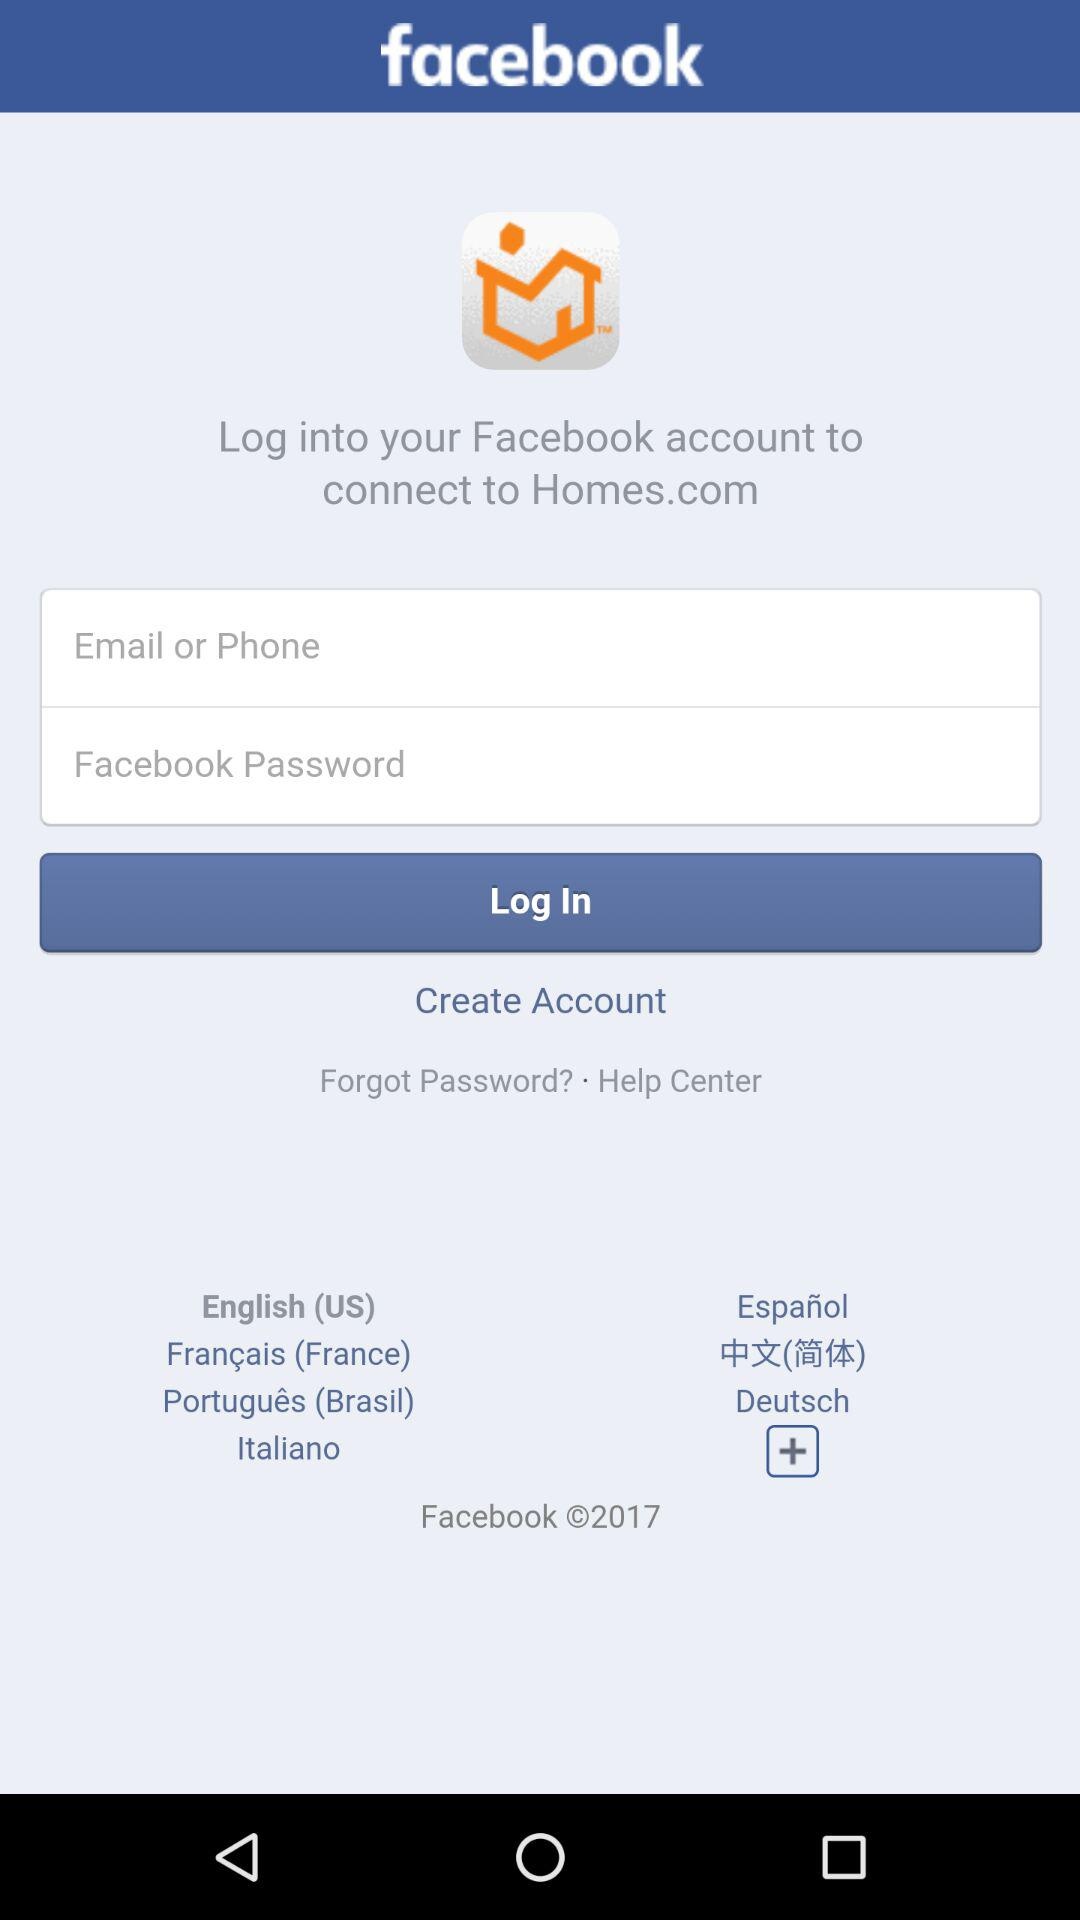 facebook
TM
Log into your Facebook account to
connect to Homes.com
Email or Phone
Facebook Password
Log In
Create Account
Forgot Password? · Help Center
English (US)
Español
Français (France)
中文(简体)
Português (Brasil)
Deutsch
Italiano
+
Facebook ©2017